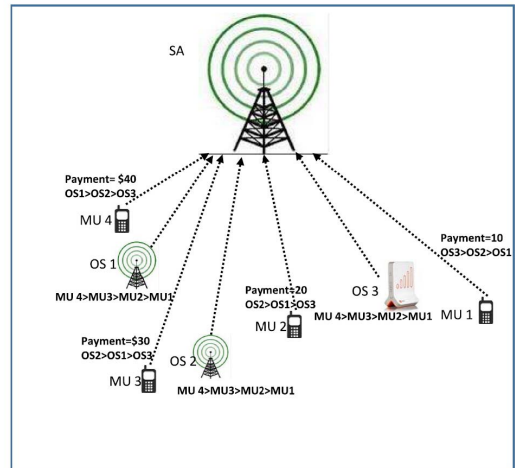 SA
Payment= $40
OS1>OS2>OS3
MU 4
Payment=10
OS3>OS2>OS1
OS 1
MU 4>MU3>MU2>MU1
Payment=20
OS2>OS1>OS3
MU 2
OS 3
MU 4>MU3>MU2>MU1
MU 1
Payment=$30
OS2>OS1>OS3
MU 3
OS 2
MU 4>MU3>MU2>MU1